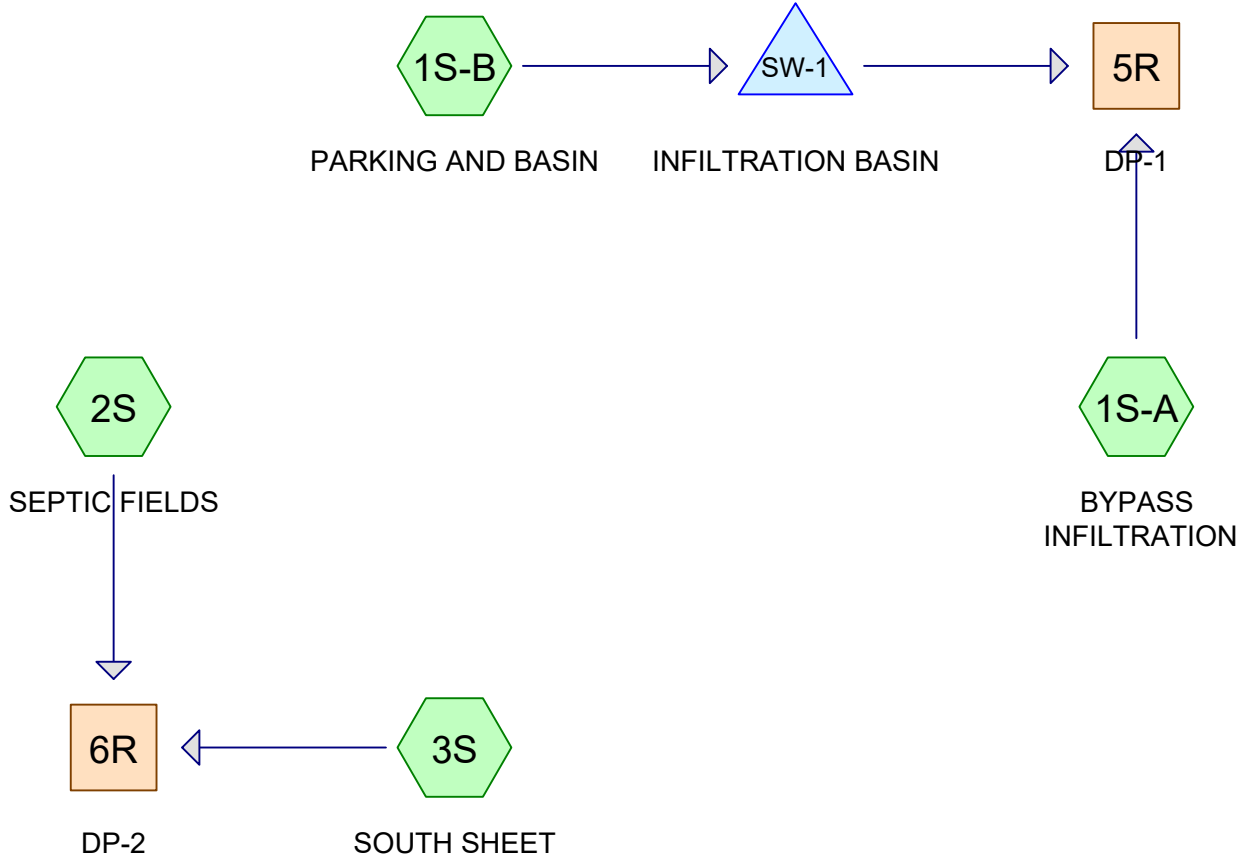 1S-B
SW-1
5R
PARKING AND BASIN
INFILTRATION BASIN
DP-1
2S
1S-A
SEPTIC FIELDS
BYPASS
INFILTRATION
6R
3S
DP-2
SOUTH SHEET